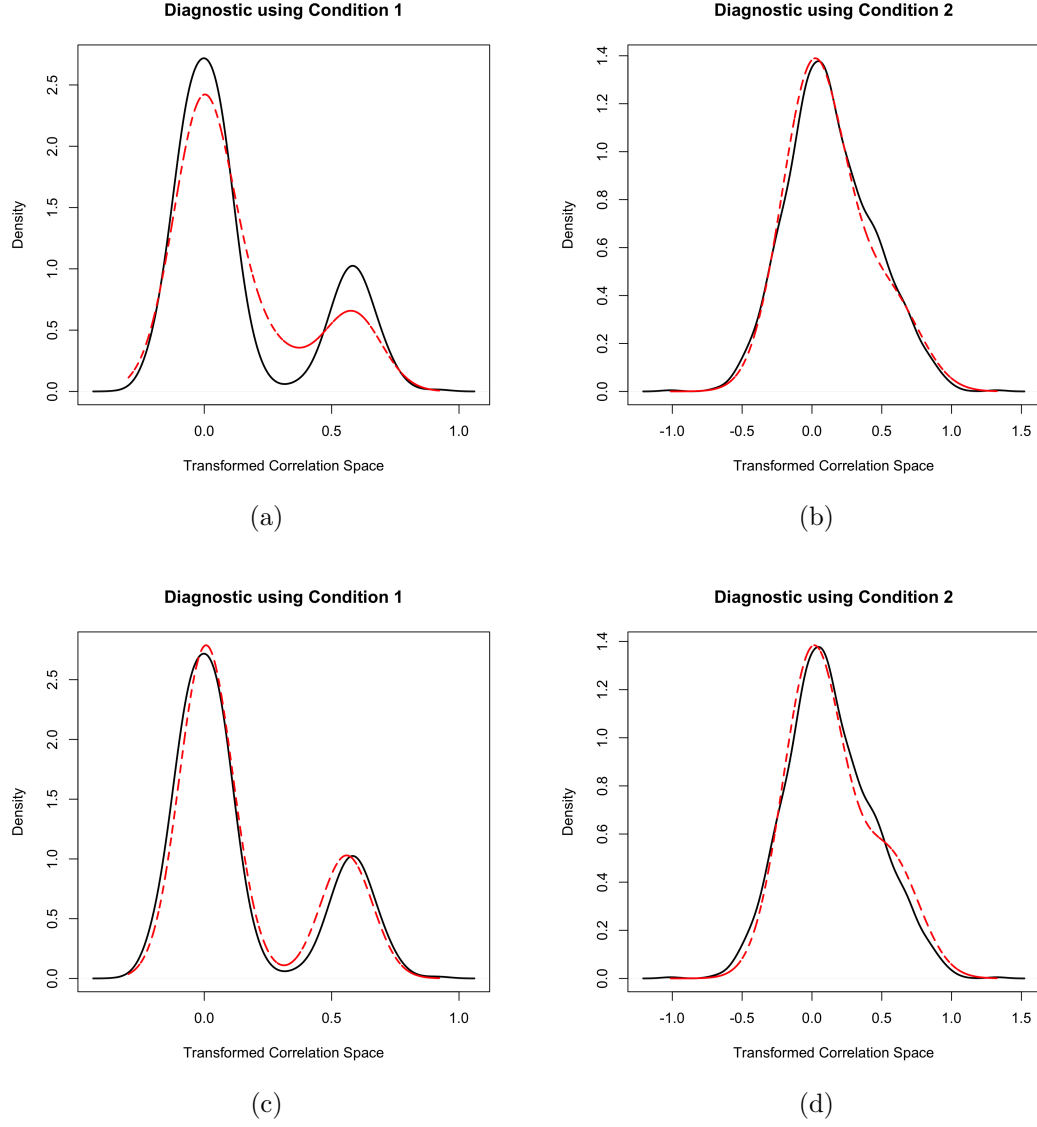 Diagnostic using Condition 1
Density
0.0 0.5 1.0 1.5 2.0 2.5
0.0 0.5 1.0
Transformed Correlation Space
(a)
Diagnostic using Condition 2
Density
0.0 0.2 0.4 0.6 0.8 1.0 1.2 1.4
-1.0 -0.5 0.0 0.5 1.0 1.5
Transformed Correlation Space
(b)
Diagnostic using Condition 1
Density
0.0 0.5 1.0 1.5 2.0 2.5
0.0 0.5 1.0
Transformed Correlation Space
(c)
Diagnostic using Condition 2
Density
0.0 0.2 0.4 0.6 0.8 1.0 1.2 1.4
-1.0 -0.5 0.0 0.5 1.0 1.5
Transformed Correlation Space
(d)